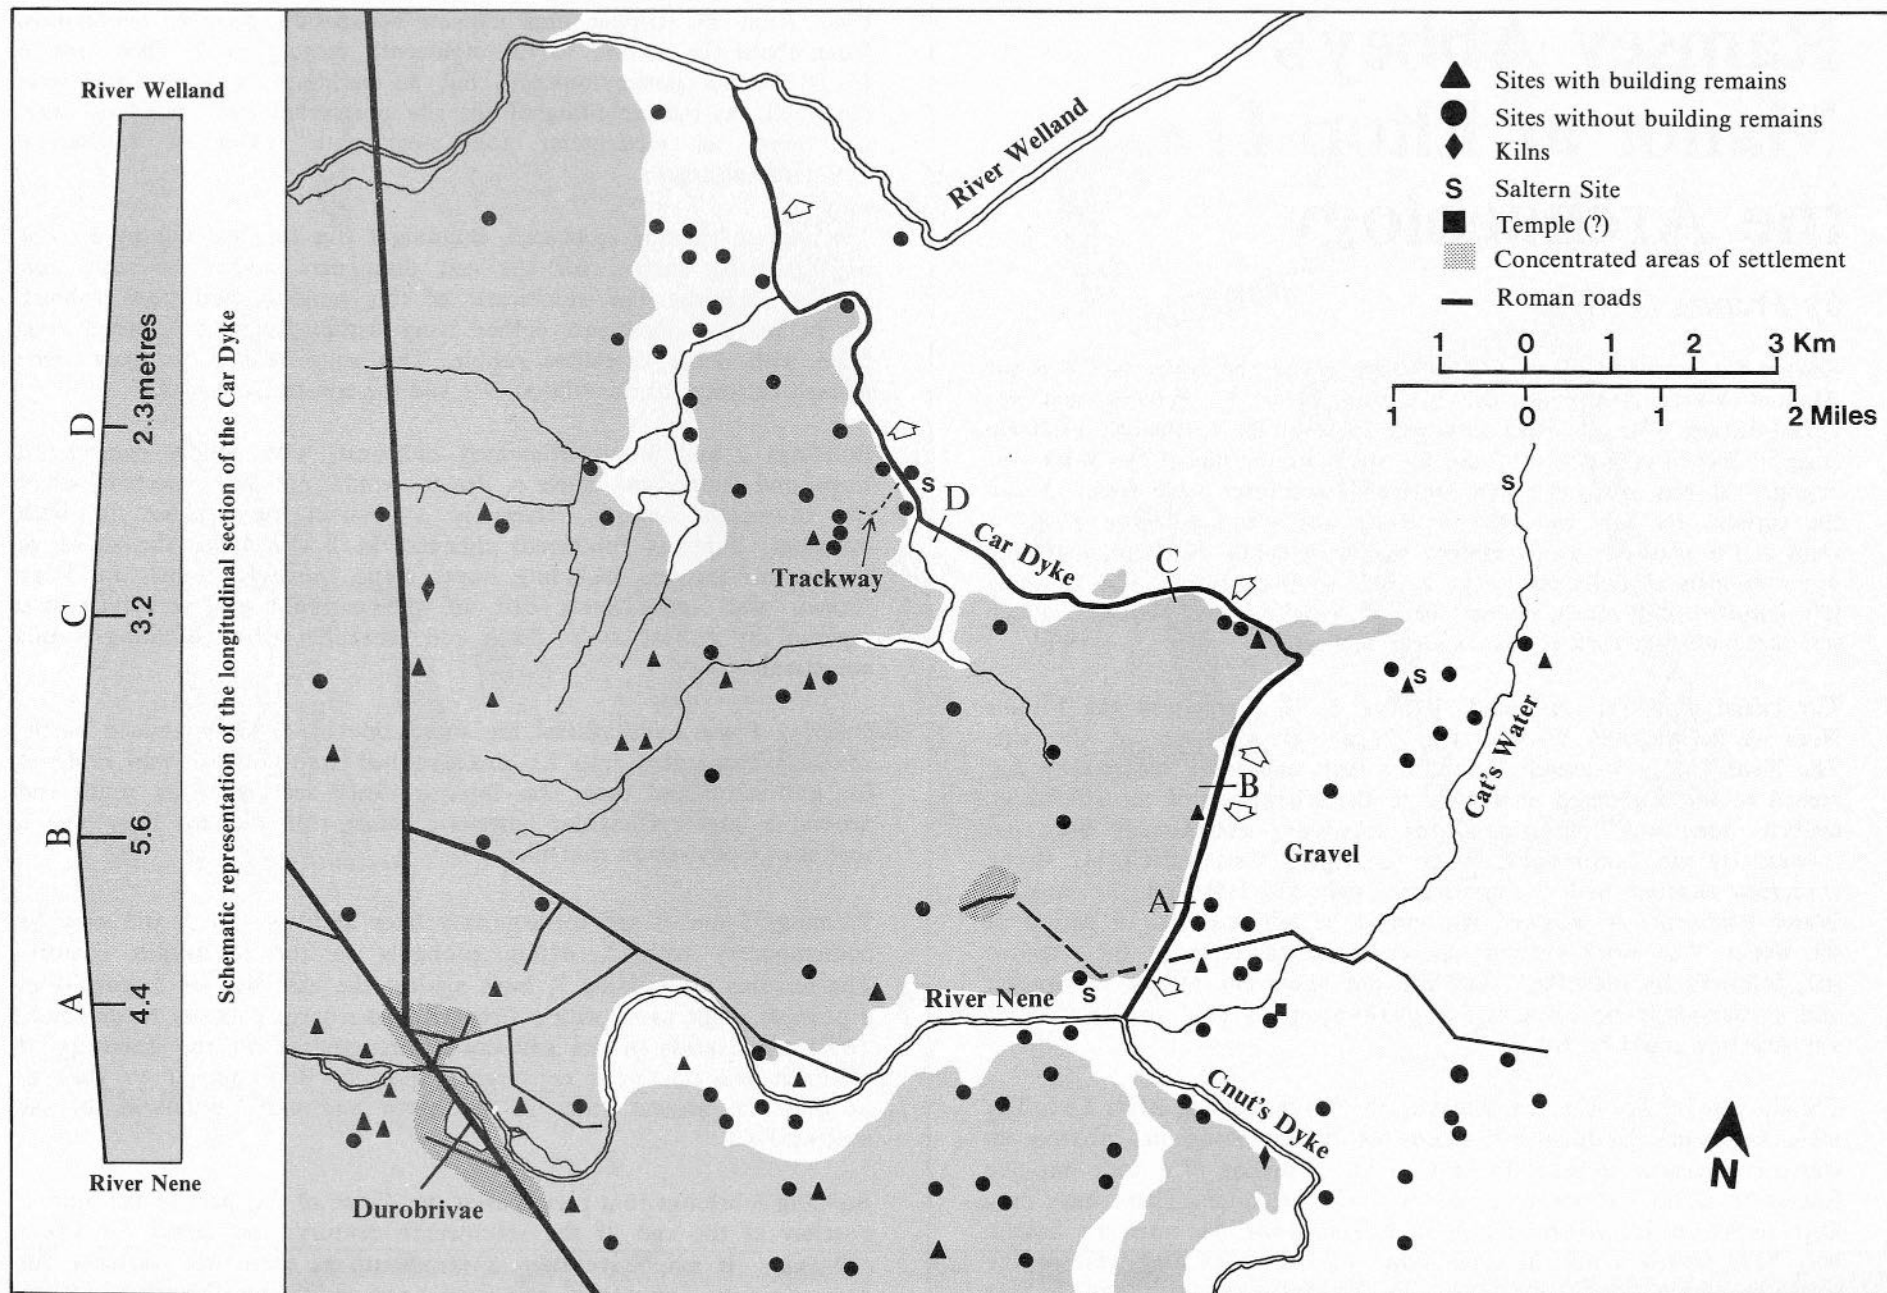 River Welland
D
2.3metres
C
3.2
B
5.6
A
4.4
Schematic representation of the longitudinal section of the Car Dyke
River Nene
River Welland
Sites with building remains
Sites without building remains
Kilns
S Saltern Site
Temple (?)
Concentrated areas of settlement
Roman roads
1 0 1 2 3 Km
1 0 1 2 Miles
S
S
D
Car Dyke
C
Trackway
S
Cat's Water
B
Gravel
A
S
River Nene
Cnut's Dyke
Durobrivae
N